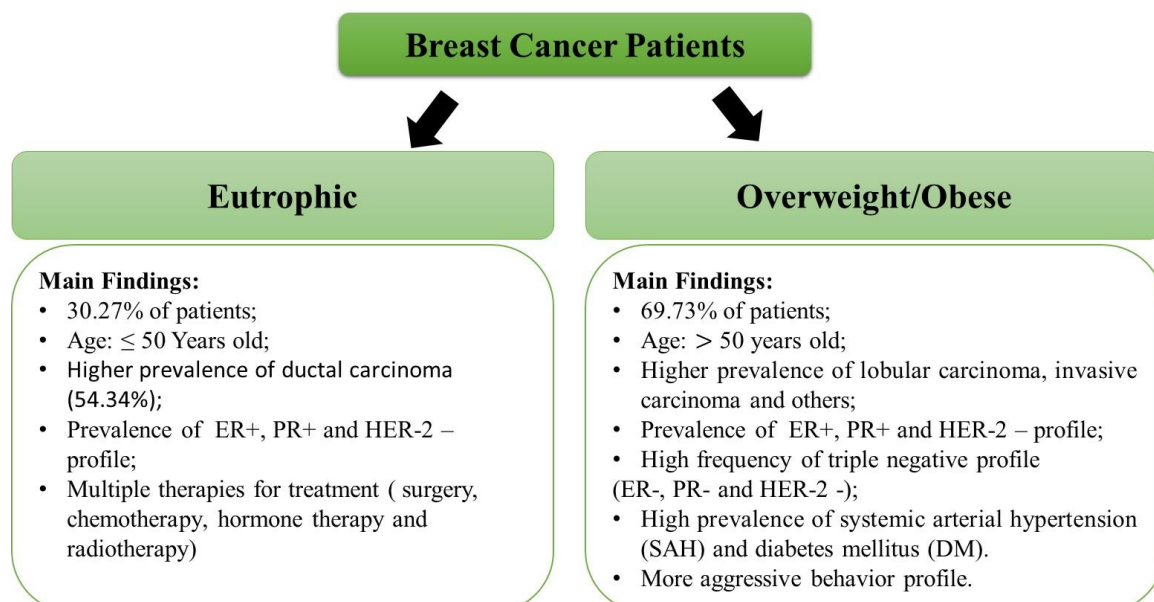 Breast Cancer Patients
Eutrophic
Main Findings:
• 30.27% of patients;
• Age: ≤ 50 Years old;
• Higher prevalence of ductal carcinoma
(54.34%);
• Prevalence of ER+, PR+ and HER-2 –
profile;
• Multiple therapies for treatment ( surgery,
chemotherapy, hormone therapy and
radiotherapy)
Overweight/Obese
Main Findings:
• 69.73% of patients;
• Age: > 50 years old;
• Higher prevalence of lobular carcinoma, invasive
carcinoma and others;
• Prevalence of ER+, PR+ and HER-2 – profile;
• High frequency of triple negative profile
(ER-, PR- and HER-2 -);
• High prevalence of systemic arterial hypertension
(SAH) and diabetes mellitus (DM).
• More aggressive behavior profile.